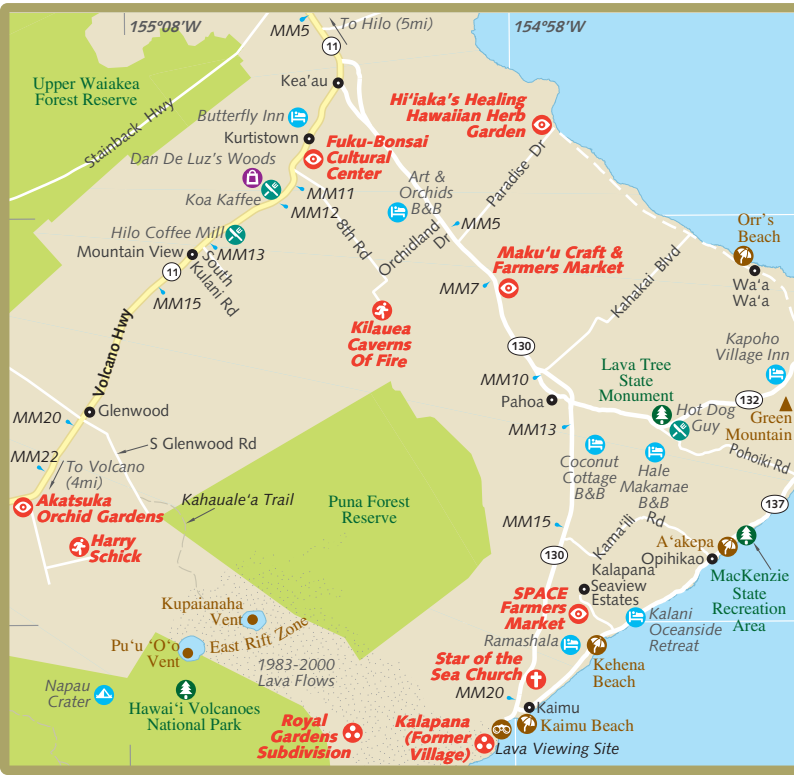 155°08'W
MM5
To Hilo (5mi)
154°58'W
11
Upper Waiakea
Forest Reserve
Kea'au
Hi'iaka's Healing
Hawaiian Herb
Garden
Stainback Hwy
Butterfly Inn
Kurtistown
Fuku-Bonsai
Cultural
Center
Dan De Luz's Woods
Koa Kaffee
MM11
MM12
Art &
Orchids
B&B
Paradise Dr
8th Rd
Orchidland
Dr
MM5
Hilo Coffee Mill
MM13
Mountain View
South
Kulani Rd
11
MM15
Maku'u Craft &
Farmers Market
MM7
Orr's
Beach
Wa'a
Wa'a
Kahakai Blvd
Kilauea
Caverns
Of Fire
Volcano Hwy
130
Kapoho
Village Inn
Lava Tree
State
Monument
MM10
Pahoa
132
Hot Dog
Guy
Green
Mountain
MM20
Glenwood
MM13
S Glenwood Rd
Pohoiki Rd
MM22
To Volcano
(4mi)
Coconut
Cottage
B&B
Hale
Makamae
B&B
Akatsuka
Orchid Gardens
Kahauale'a Trail
Puna Forest
Reserve
137
MM15
Harry
Schick
130
Kama'ili
Rd
A'akepa
Opihikao
Kalapana
Seaview
Estates
MacKenzie
State
Recreation
Area
Kupaianaha
Vent
SPACE
Farmers
Market
Kalani
Oceanside
Retreat
Pu'u 'O'o
Vent
East Rift Zone
Ramashala
1983-2000
Lava Flows
Kehena
Beach
Star of the
Sea Church
Napau
Crater
MM20
Hawai'i Volcanoes
National Park
Kaimu
Royal
Gardens
Subdivision
Kalapana
(Former
Village)
Kaimu Beach
Lava Viewing Site